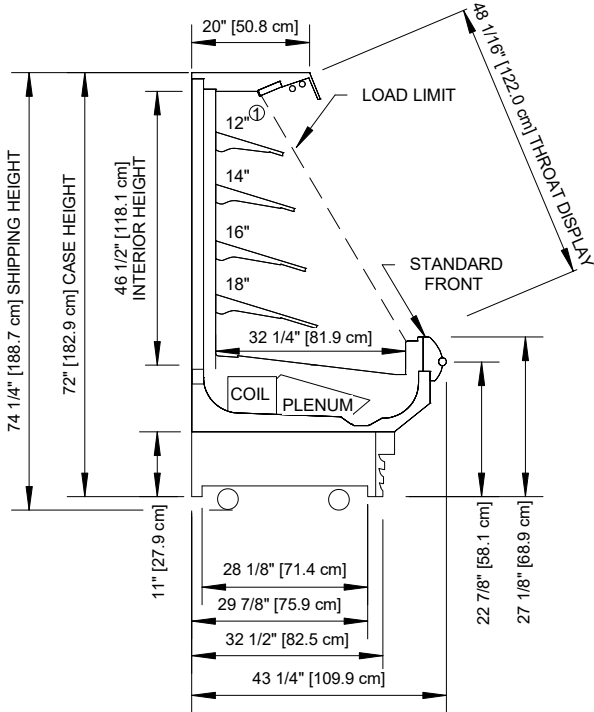 20" [50.8 cm]
48 1/16" [122.0 cm] THROAT DISPLAY
LOAD LIMIT
12"
1
14"
16"
18"
STANDARD
FRONT
32 1/4" [81.9 cm]
COIL
PLENUM
74 1/4" [188.7 cm] SHIPPING HEIGHT
72" [182.9 cm] CASE HEIGHT
46 1/2" [118.1 cm]
INTERIOR HEIGHT
11" [27.9 cm]
22 7/8" [58.1 cm]
27 1/8" [68.9 cm]
28 1/8" [71.4 cm]
29 7/8" [75.9 cm]
32 1/2" [82.5 cm]
43 1/4" [109.9 cm]